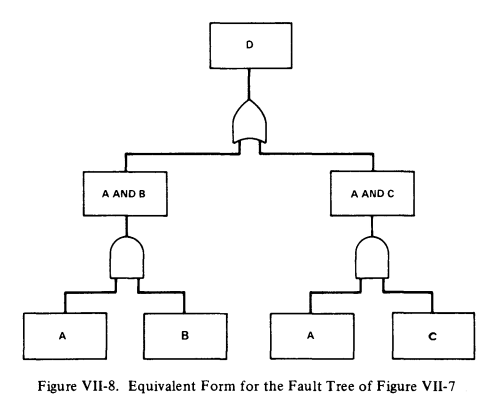 D
A AND B
A AND C
A
B
A
C
Figure VII-8. Equivalent Form for the Fault Tree of Figure VII-7